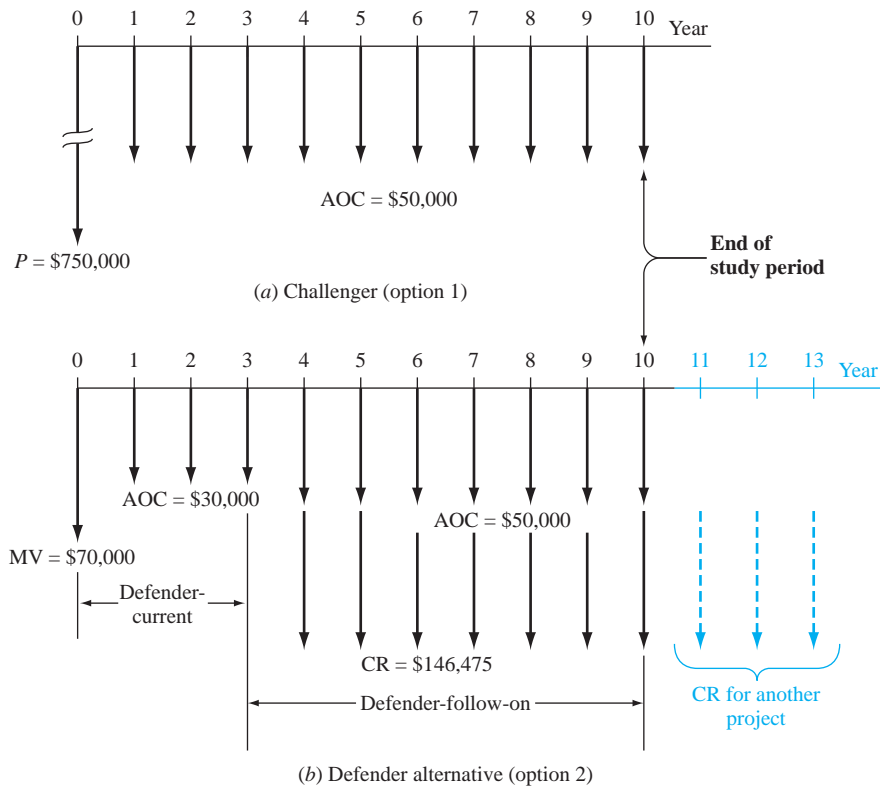 0 1 2 3 4 5 6 7 8 9 10 Year
AOC = $50,000
P = $750,000
End of
study period
(a) Challenger (option 1)
0 1 2 3 4 5 6 7 8 9 10 11 12 13 Year
AOC = $30,000
AOC = $50,000
MV = $70,000
Defender-
current
CR = $146,475
Defender-follow-on
CR for another
project
(b) Defender alternative (option 2)